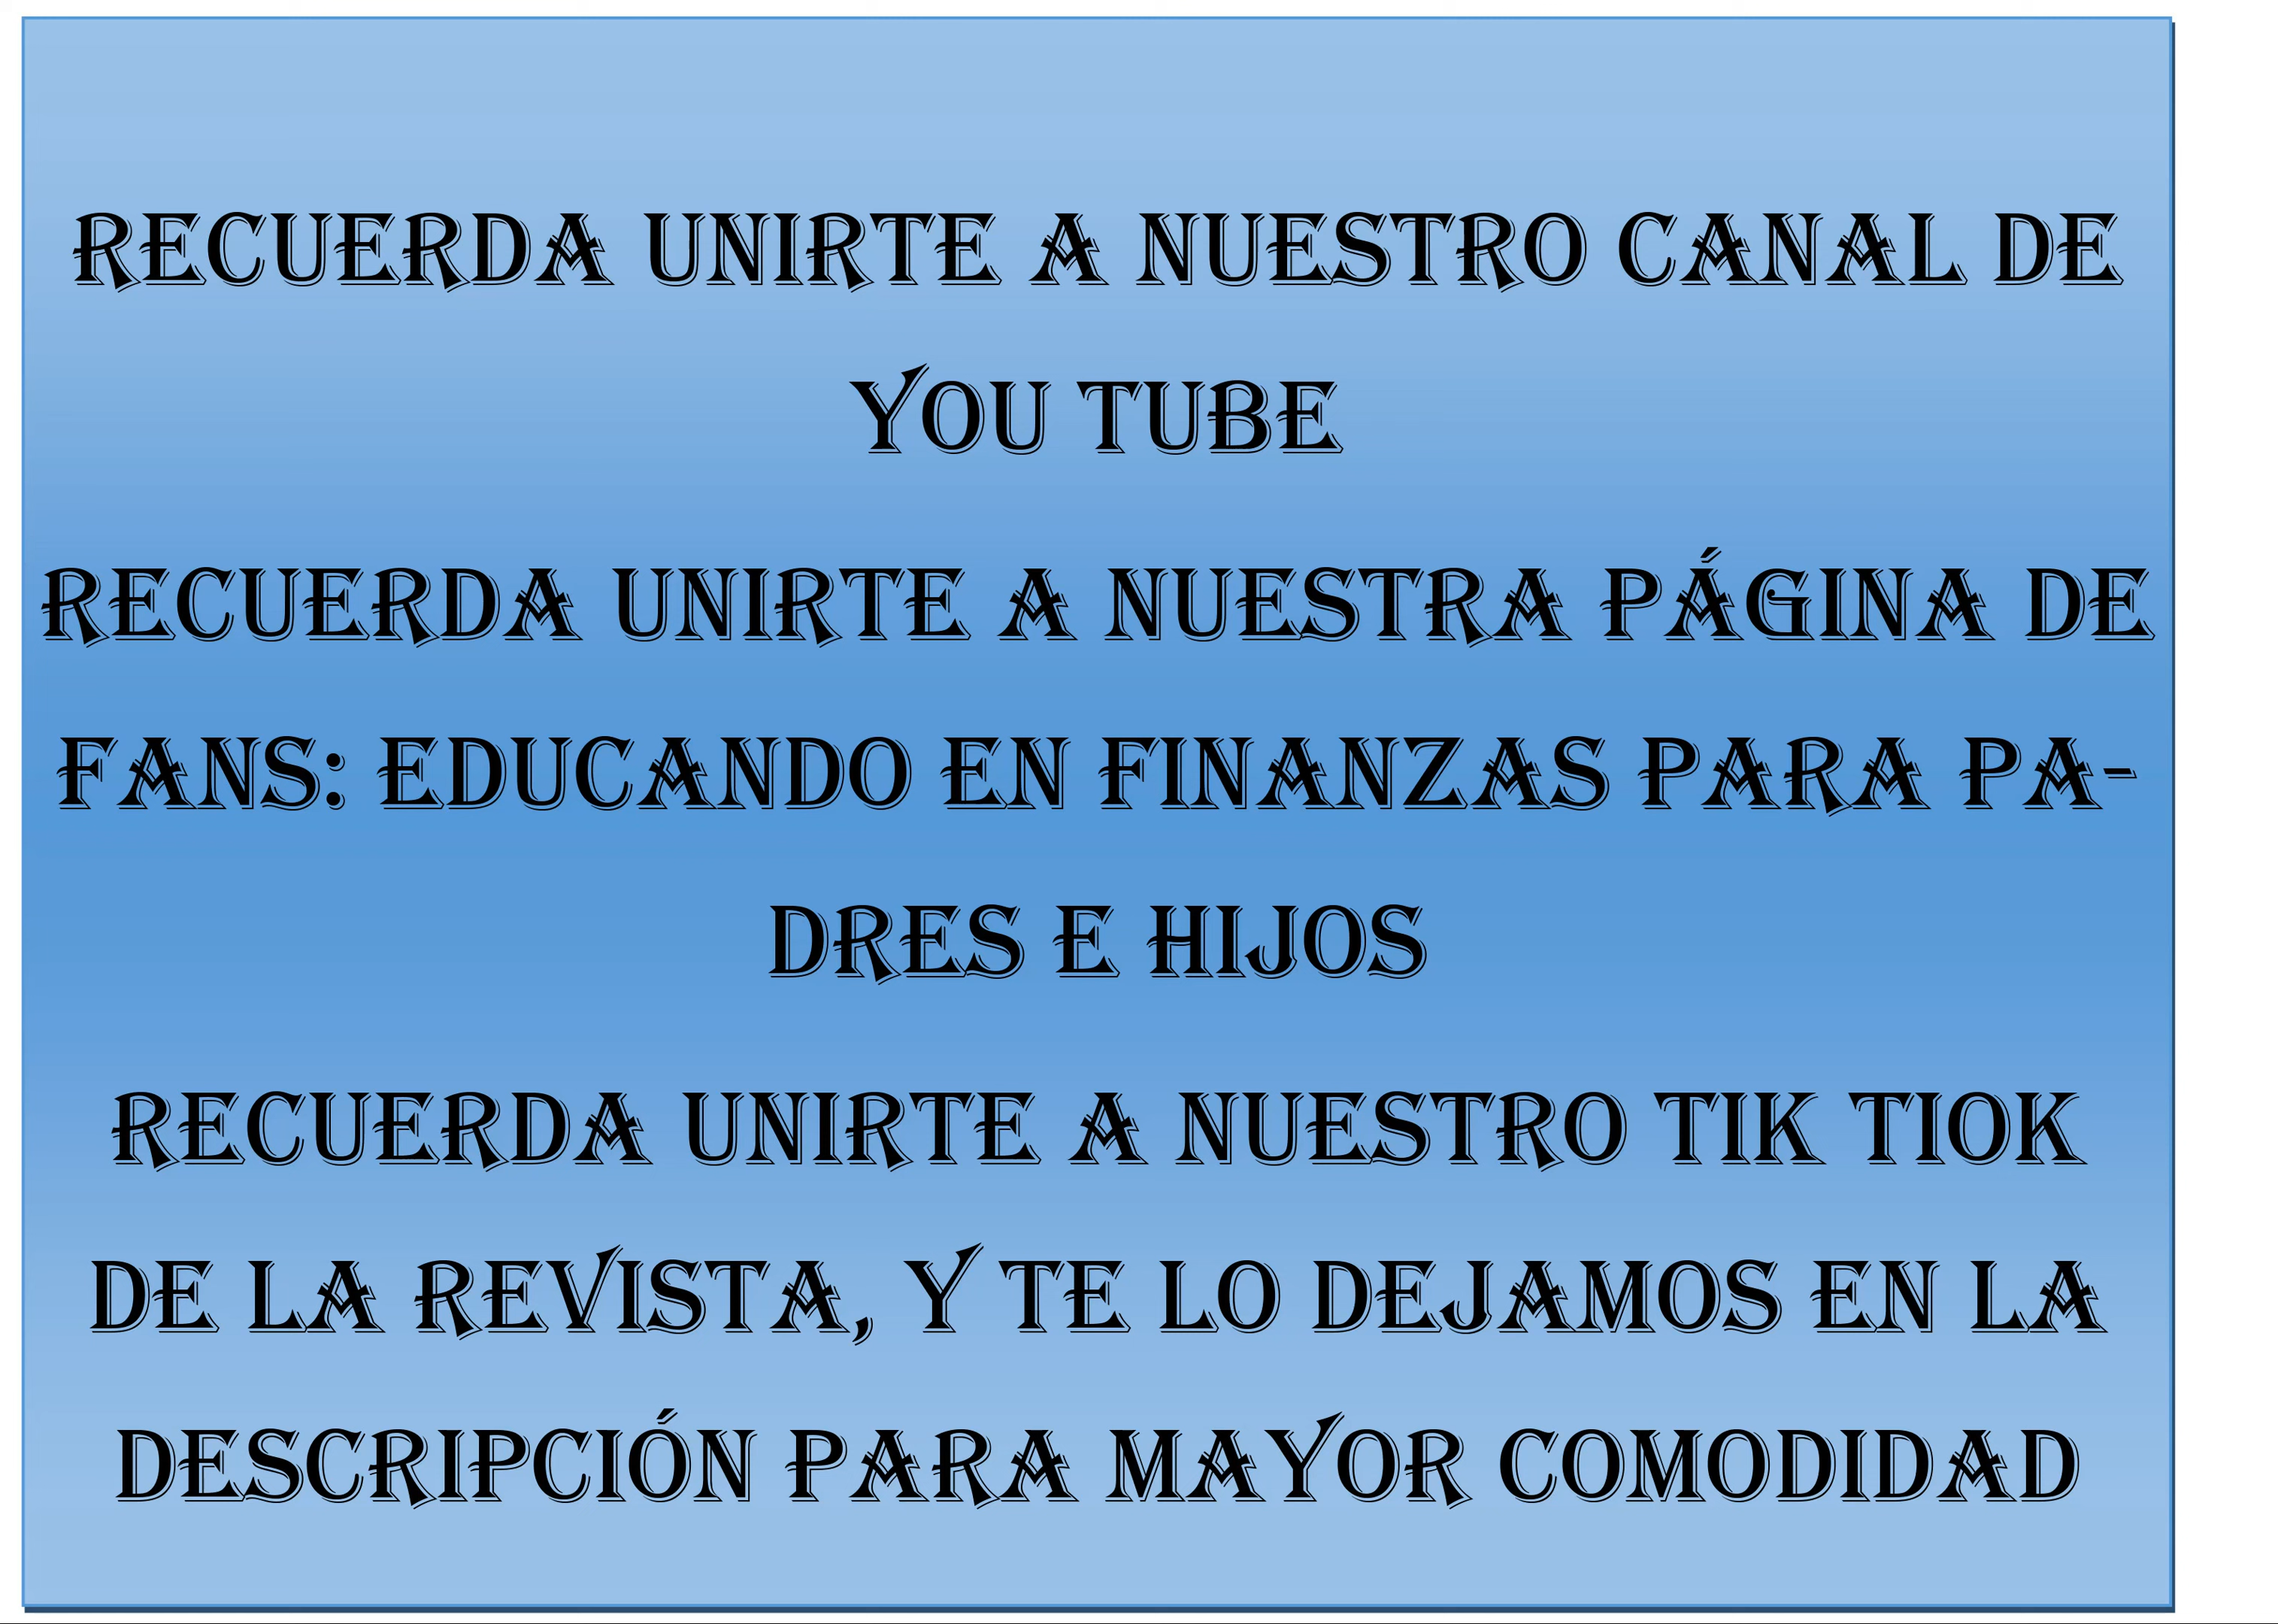 RECUERDA UNIRTE A NUESTRO CANAL DE
YOU TUBE
RECUERDA UNIRTE A NUESTRA PÁGINA DE
FANS: EDUCANDO EN FINANZAS PARA PA-
DRES E HIJOS
RECUERDA UNIRTE A NUESTRO TIK TIOK
DE LA REVISTA, Y TE LO DEJAMOS EN LA
DESCRIPCIÓN PARA MAYOR COMODIDAD